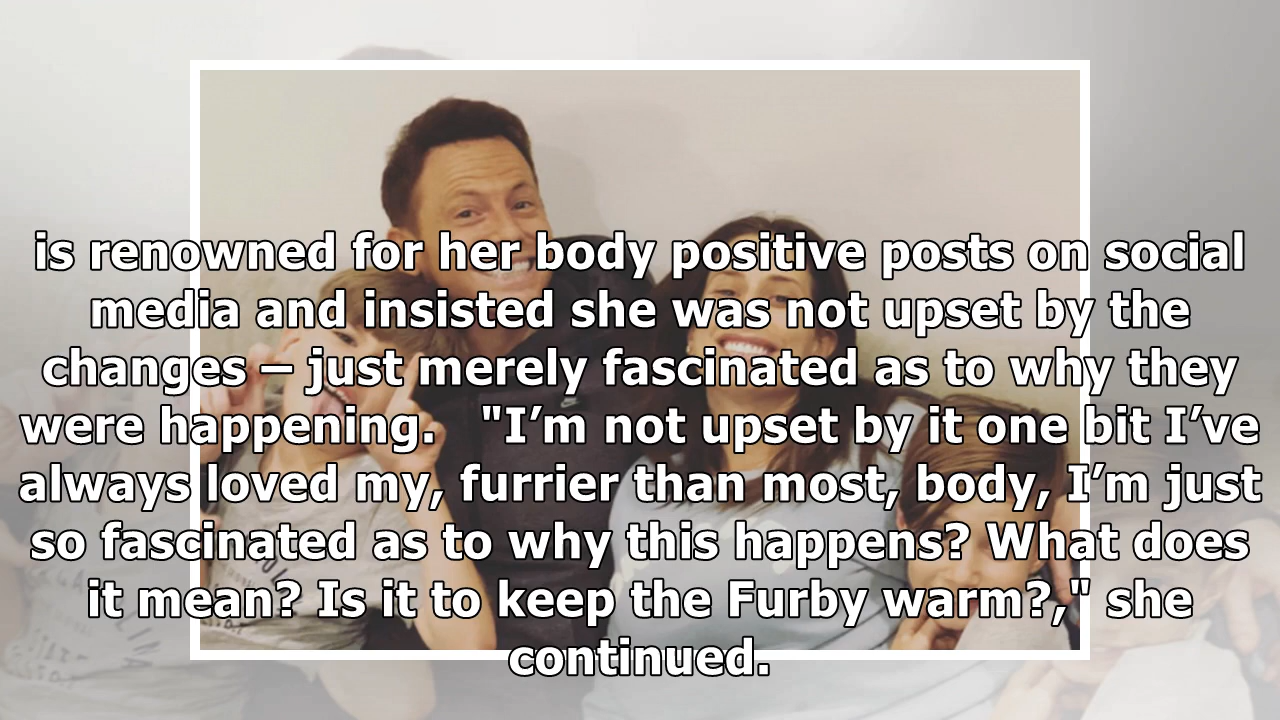 is renowned for her body positive posts on social
media and insisted she was not upset by the
changes – just merely fascinated as to why they
were happening.   "I’m not upset by it one bit I’ve
always loved my, furrier than most, body, I’m just
so fascinated as to why this happens? What does
it mean? Is it to keep the Furby warm?," she
continued.